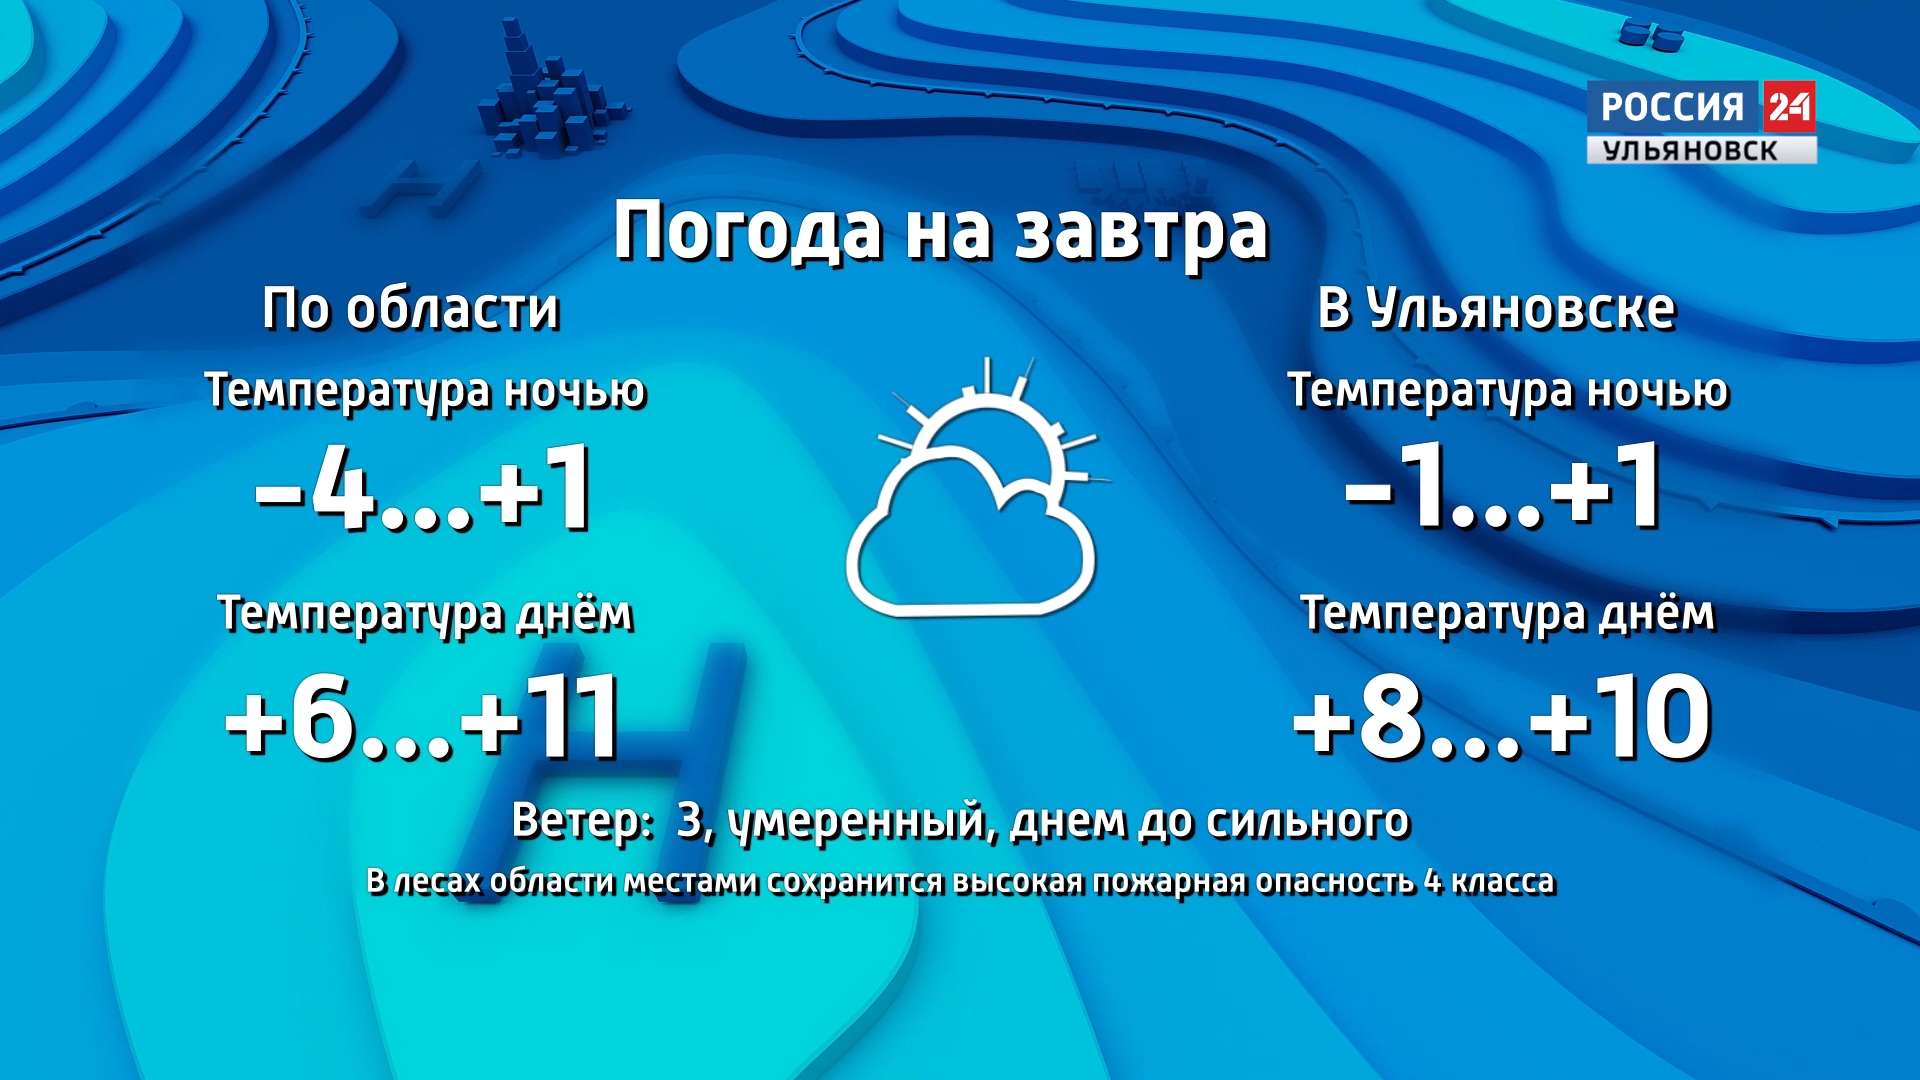 РОССИЯ 24
УЛЬЯНОВСК
Погода на завтра
По области
Температура ночью
-4...+1
Температура днём
+6...+11
В Ульяновске
Температура ночью
-1...+1
Температура днём
+8...+10
Ветер: З, умеренный, днем до сильного
В лесах области местами сохранится высокая пожарная опасность 4 класса